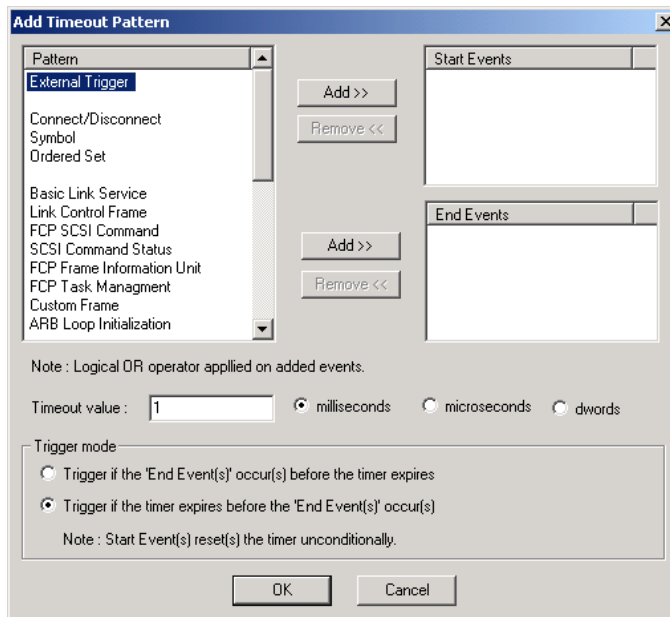 Add Timeout Pattern
Pattern
External Trigger
Connect/Disconnect
Symbol
Ordered Set
Basic Link Service
Link Control Frame
FCP SCSI Command
SCSI Command Status
FCP Frame Information Unit
FCP Task Managment
Custom Frame
ARB Loop Initialization
Add >>
Remove <<
Start Events
Add >>
Remove <<
End Events
Note : Logical OR operator appllied on added events.
Timeout value : 1 milliseconds microseconds dwords
Trigger mode
Trigger if the 'End Event(s)' occur(s) before the timer expires
Trigger if the timer expires before the 'End Event(s)' occur(s)
Note : Start Event(s) reset(s) the timer unconditionally.
OK Cancel